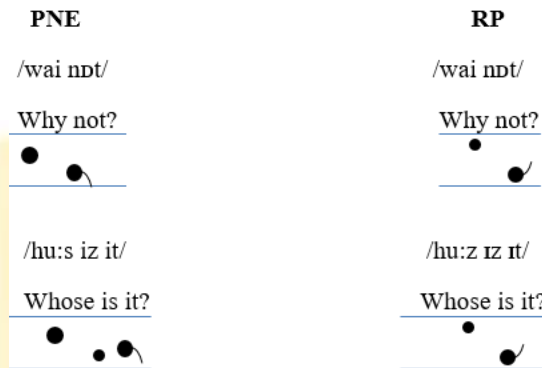 PNE RP
/wai nɒt/ /wai nɒt/
Why not? Why not?
/hu:s iz it/ /hu:z ɪz ɪt/
Whose is it? Whose is it?